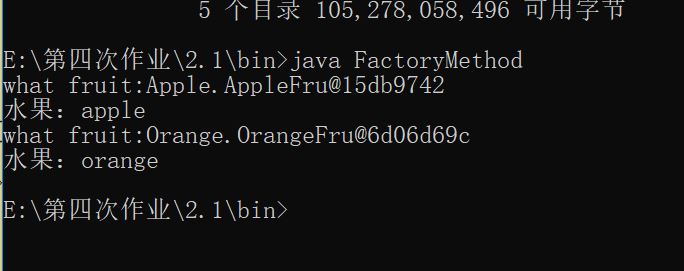 5 个目录 105,278,058,496 可用字节
E:\第四次作业\2.1\bin>java FactoryMethod
what fruit:Apple.AppleFru@15db9742
水果：apple
what fruit:Orange.OrangeFru@6d06d69c
水果：orange
E:\第四次作业\2.1\bin>